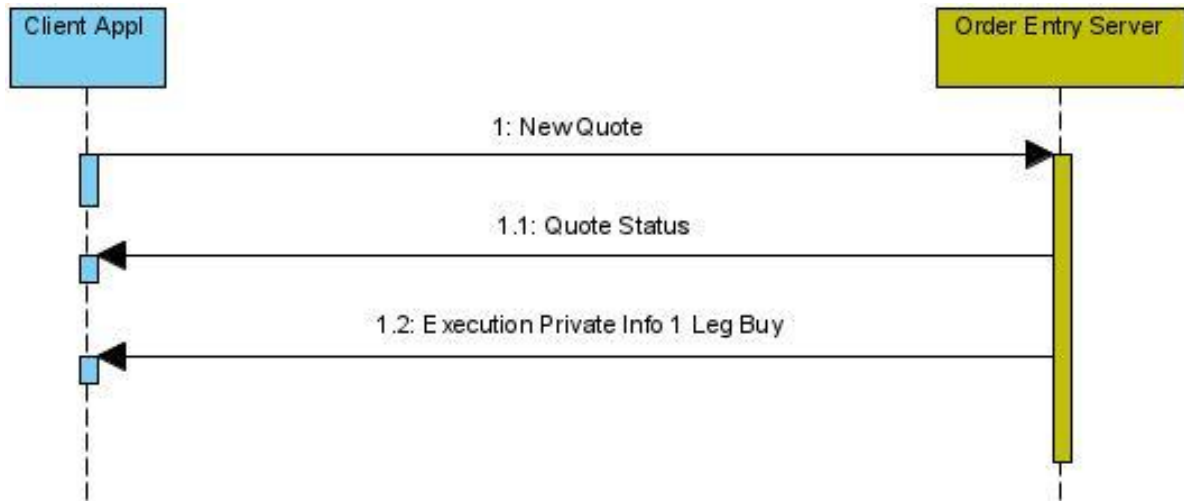 Client Appl
Order Entry Server
1: New Quote
1.1: Quote Status
1.2: Execution Private Info 1 Leg Buy